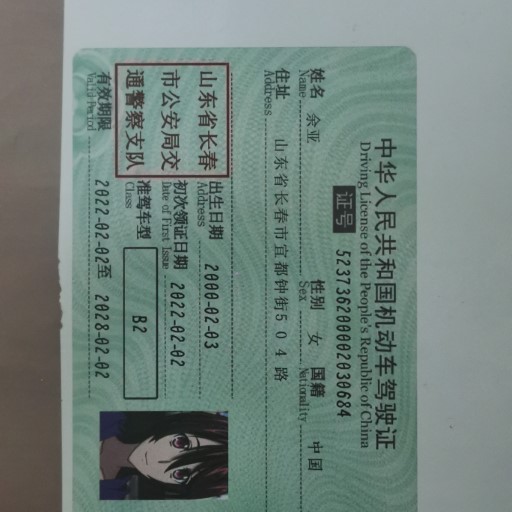 中华人民共和国机动车驾驶证
Driving License of the People's Republic of China
证号 523736200002030684
姓名 余亚 性别 女 国籍 中国
Name Sex Nationality
住址 山东省长春市宜都钟街504路
Address
山东省长春
市公安局交
通警察支队
出生日期 2000-02-03
Address
初次领证日期 2022-02-02
Date of First Issue
准驾车型 B2
Class
有效期限 2022-02-02至 2028-02-02
Valid Period